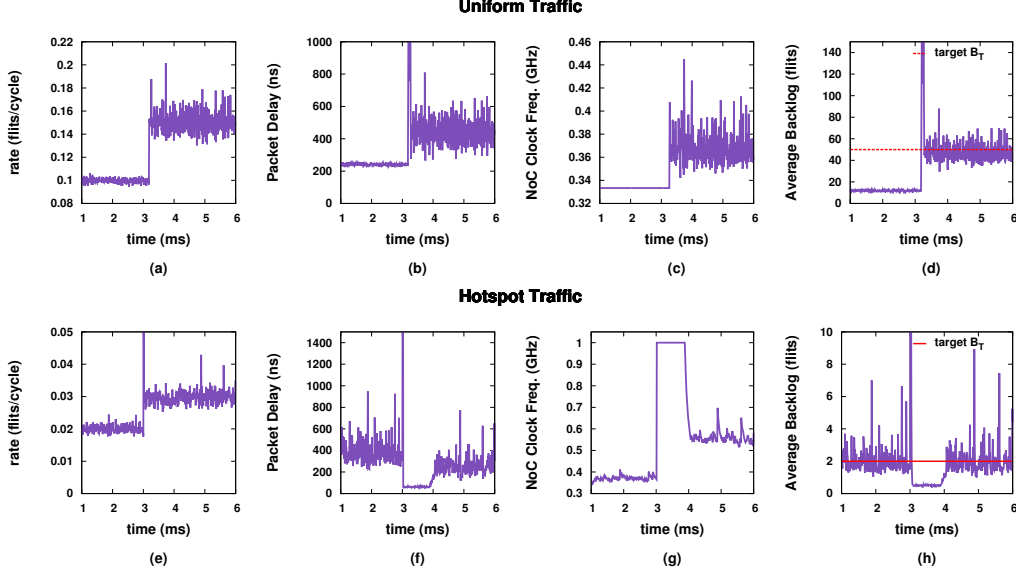 Uniform Traffic
rate (flits/cycle)
0.22
0.2
0.18
0.16
0.14
0.12
0.1
0.08
1 2 3 4 5 6
time (ms)
(a)
Packet Delay (ns)
1000
800
600
400
200
0
1 2 3 4 5 6
time (ms)
(b)
NoC Clock Freq. (GHz)
0.46
0.44
0.42
0.4
0.38
0.36
0.34
0.32
1 2 3 4 5 6
time (ms)
(c)
Average Backlog (flits)
140
120
100
80
60
40
20
0
target B_T
1 2 3 4 5 6
time (ms)
(d)
Hotspot Traffic
rate (flits/cycle)
0.05
0.04
0.03
0.02
0.01
0
1 2 3 4 5 6
time (ms)
(e)
Packet Delay (ns)
1400
1200
1000
800
600
400
200
0
1 2 3 4 5 6
time (ms)
(f)
NoC Clock Freq. (GHz)
1
0.9
0.8
0.7
0.6
0.5
0.4
0.3
1 2 3 4 5 6
time (ms)
(g)
Average Backlog (flits)
10
8
6
4
2
0
target B_T
1 2 3 4 5 6
time (ms)
(h)